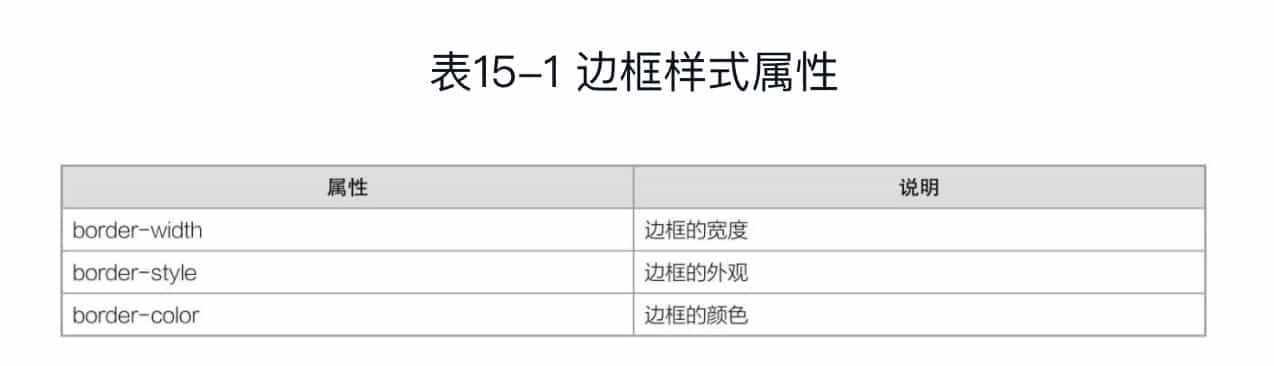 表15-1 边框样式属性
属性 说明
border-width 边框的宽度
border-style 边框的外观
border-color 边框的颜色